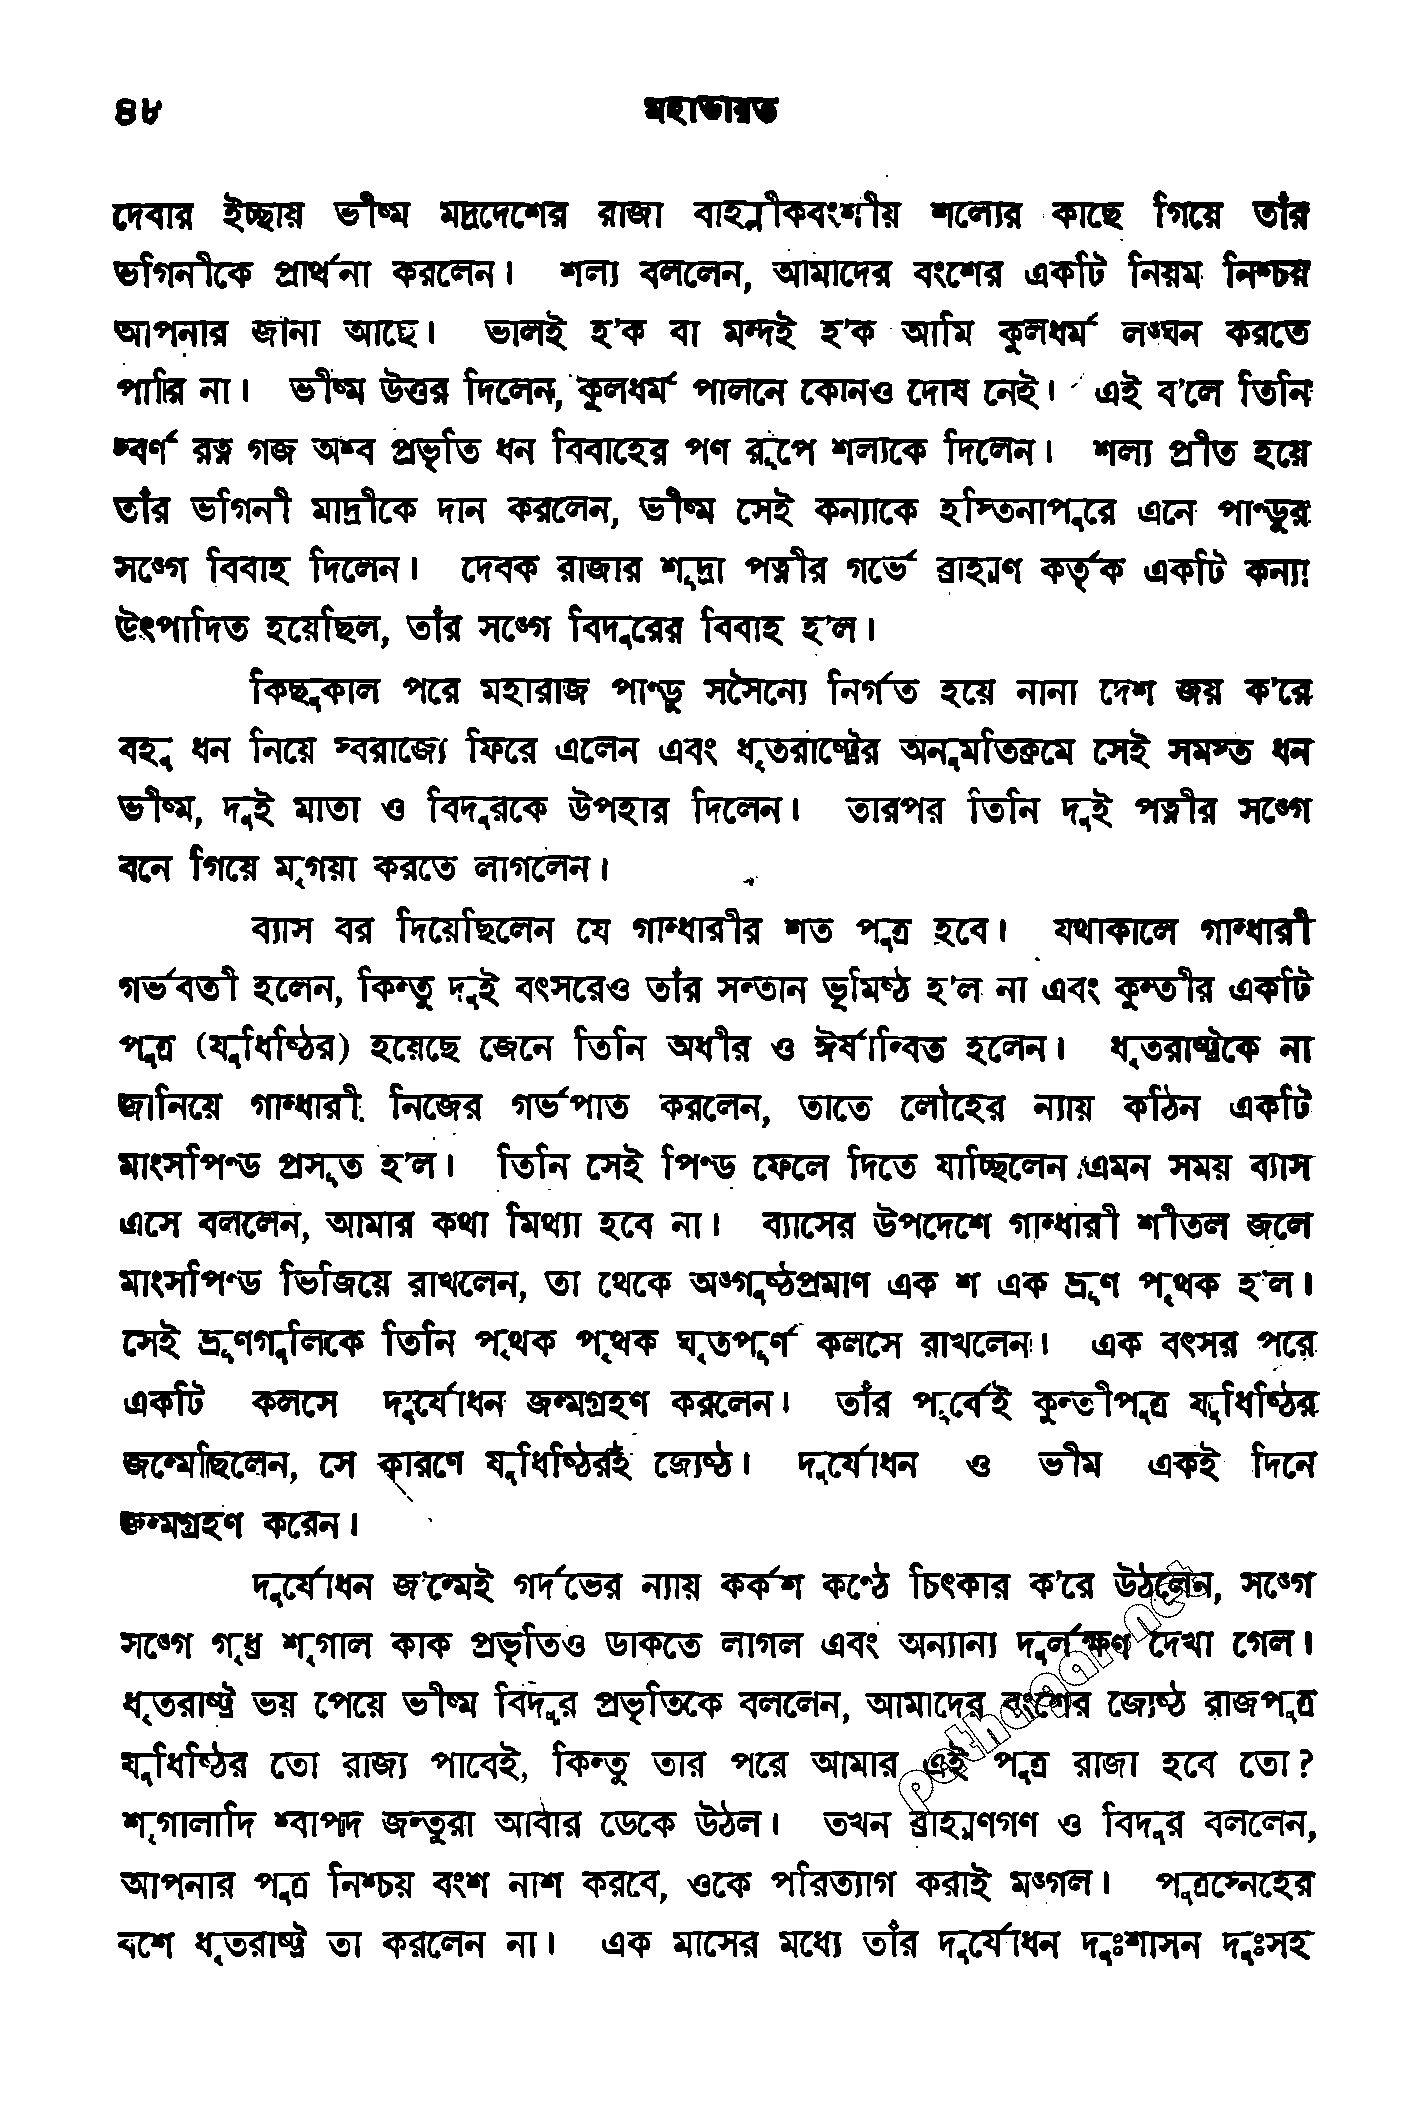 ৪৮ মহাভারত
দেবার ইচ্ছায় ভীষ্ম মদ্রদেশের রাজা বাহ্লীকবংশীয় শল্যের কাছে গিয়ে তাঁর
ভগিনীকে প্রার্থনা করলেন। শল্য বললেন, আমাদের বংশের একটি নিয়ম নিশ্চয়
আপনার জানা আছে। ভালই হ’ক বা মন্দই হ’ক আমি কুলধর্ম লঙ্ঘন করতে
পারি না। ভীষ্ম উত্তর দিলেন, কুলধর্ম পালনে কোনও দোষ নেই। এই ব’লে তিনি
স্বর্ণ রত্ন গজ অশ্ব প্রভৃতি ধন বিবাহের পণ রূপে শল্যকে দিলেন। শল্য প্রীত হয়ে
তাঁর ভগিনী মাদ্রীকে দান করলেন, ভীষ্ম সেই কন্যাকে হস্তিনাপুরে এনে পাণ্ডুর
সঙ্গে বিবাহ দিলেন। দেবক রাজার শূদ্রা পত্নীর গর্ভে ব্রাহ্মণ কর্তৃক একটি কন্যা
উৎপাদিত হয়েছিল, তাঁর সঙ্গে বিদুরের বিবাহ হ’ল।
কিছুকাল পরে মহারাজ পাণ্ডু সসৈন্যে নির্গত হয়ে নানা দেশ জয় ক’রে
বহু ধন নিয়ে স্বরাজ্যে ফিরে এলেন এবং ধৃতরাষ্ট্রের অনুমতিক্রমে সেই সমস্ত ধন
ভীষ্ম, দুই মাতা ও বিদুরকে উপহার দিলেন। তারপর তিনি দুই পত্নীর সঙ্গে
বনে গিয়ে মৃগয়া করতে লাগলেন।
ব্যাস বর দিয়েছিলেন যে গান্ধারীর শত পুত্র হবে। যথাকালে গান্ধারী
গর্ভবতী হলেন, কিন্তু দুই বৎসরেও তাঁর সন্তান ভূমিষ্ঠ হ’ল না এবং কুন্তীর একটি
পুত্র (যুধিষ্ঠির) হয়েছে জেনে তিনি অধীর ও ঈর্ষান্বিত হলেন। ধৃতরাষ্ট্রকে না
জানিয়ে গান্ধারী নিজের গর্ভপাত করলেন, তাতে লৌহের ন্যায় কঠিন একটি
মাংসপিণ্ড প্রসূত হ’ল। তিনি সেই পিণ্ড ফেলে দিতে যাচ্ছিলেন এমন সময় ব্যাস
এসে বললেন, আমার কথা মিথ্যা হবে না। ব্যাসের উপদেশে গান্ধারী শীতল জলে
মাংসপিণ্ড ভিজিয়ে রাখলেন, তা থেকে অঙ্গুষ্ঠপ্রমাণ এক শ এক ভ্রূণ পৃথক হ’ল।
সেই ভ্রূণগুলিকে তিনি পৃথক পৃথক ঘৃতপূর্ণ কলসে রাখলেন। এক বৎসর পরে
একটি কলসে দুর্যোধন জন্মগ্রহণ করলেন। তাঁর পূর্বেই কুন্তীপুত্র যুধিষ্ঠির
জন্মেছিলেন, সে কারণে যুধিষ্ঠিরই জ্যেষ্ঠ। দুর্যোধন ও ভীম একই দিনে
জন্মগ্রহণ করেন।
দুর্যোধন জ’ন্মেই গর্দভের ন্যায় কর্কশ কণ্ঠে চিৎকার ক’রে উঠলেন, সঙ্গে
সঙ্গে গৃধ্র শৃগাল কাক প্রভৃতিও ডাকতে লাগল এবং অন্যান্য দুর্লক্ষণ দেখা গেল।
ধৃতরাষ্ট্র ভয় পেয়ে ভীষ্ম বিদুর প্রভৃতিকে বললেন, আমাদের বংশের জ্যেষ্ঠ রাজপুত্র
যুধিষ্ঠির তো রাজ্য পাবেই, কিন্তু তার পরে আমার এই পুত্র রাজা হবে তো?
শৃগালাদি শ্বাপদ জন্তুরা আবার ডেকে উঠল। তখন ব্রাহ্মণগণ ও বিদুর বললেন,
আপনার পুত্র নিশ্চয় বংশ নাশ করবে, ওকে পরিত্যাগ করাই মঙ্গল। পুত্রস্নেহের
বশে ধৃতরাষ্ট্র তা করলেন না। এক মাসের মধ্যে তাঁর দুর্যোধন দুঃশাসন দুঃসহ
pathagar.net